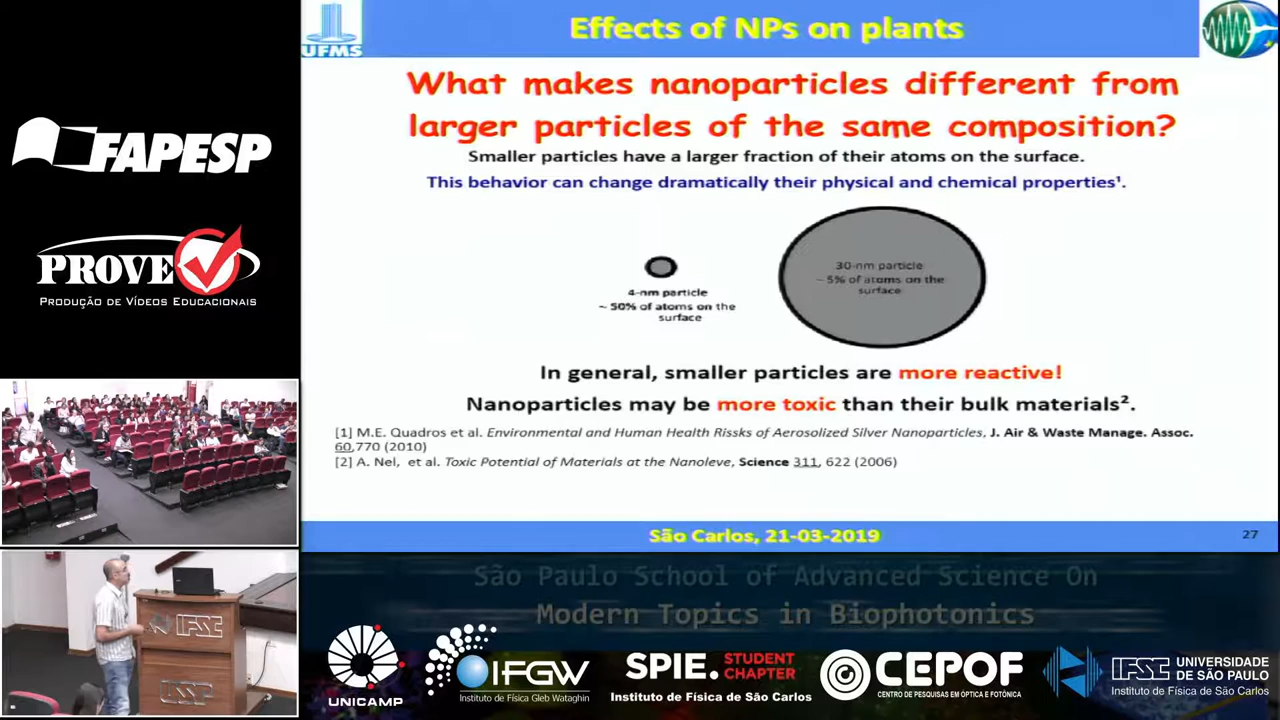 UFMS
Effects of NPs on plants
What makes nanoparticles different from
larger particles of the same composition?
Smaller particles have a larger fraction of their atoms on the surface.
This behavior can change dramatically their physical and chemical properties¹.
4-nm particle
~ 50% of atoms on the
surface
30-nm particle
~ 5% of atoms on the
surface
In general, smaller particles are more reactive!
Nanoparticles may be more toxic than their bulk materials².
[1] M.E. Quadros et al. Environmental and Human Health Rissks of Aerosolized Silver Nanoparticles, J. Air & Waste Manage. Assoc.
60,770 (2010)
[2] A. Nel, et al. Toxic Potential of Materials at the Nanoleve, Science 311, 622 (2006)
São Carlos, 21-03-2019
27
FAPESP
PROVE
PRODUÇÃO DE VÍDEOS EDUCACIONAIS
IFSC
São Paulo School of Advanced Science On
Modern Topics in Biophotonics
UNICAMP
IFGW
Instituto de Física Gleb Wataghin
SPIE. STUDENT
CHAPTER
Instituto de Física de São Carlos
CEPOF
CENTRO DE PESQUISAS EM ÓPTICA E FOTÔNICA
IFSC UNIVERSIDADE
DE SÃO PAULO
Instituto de Física de São Carlos